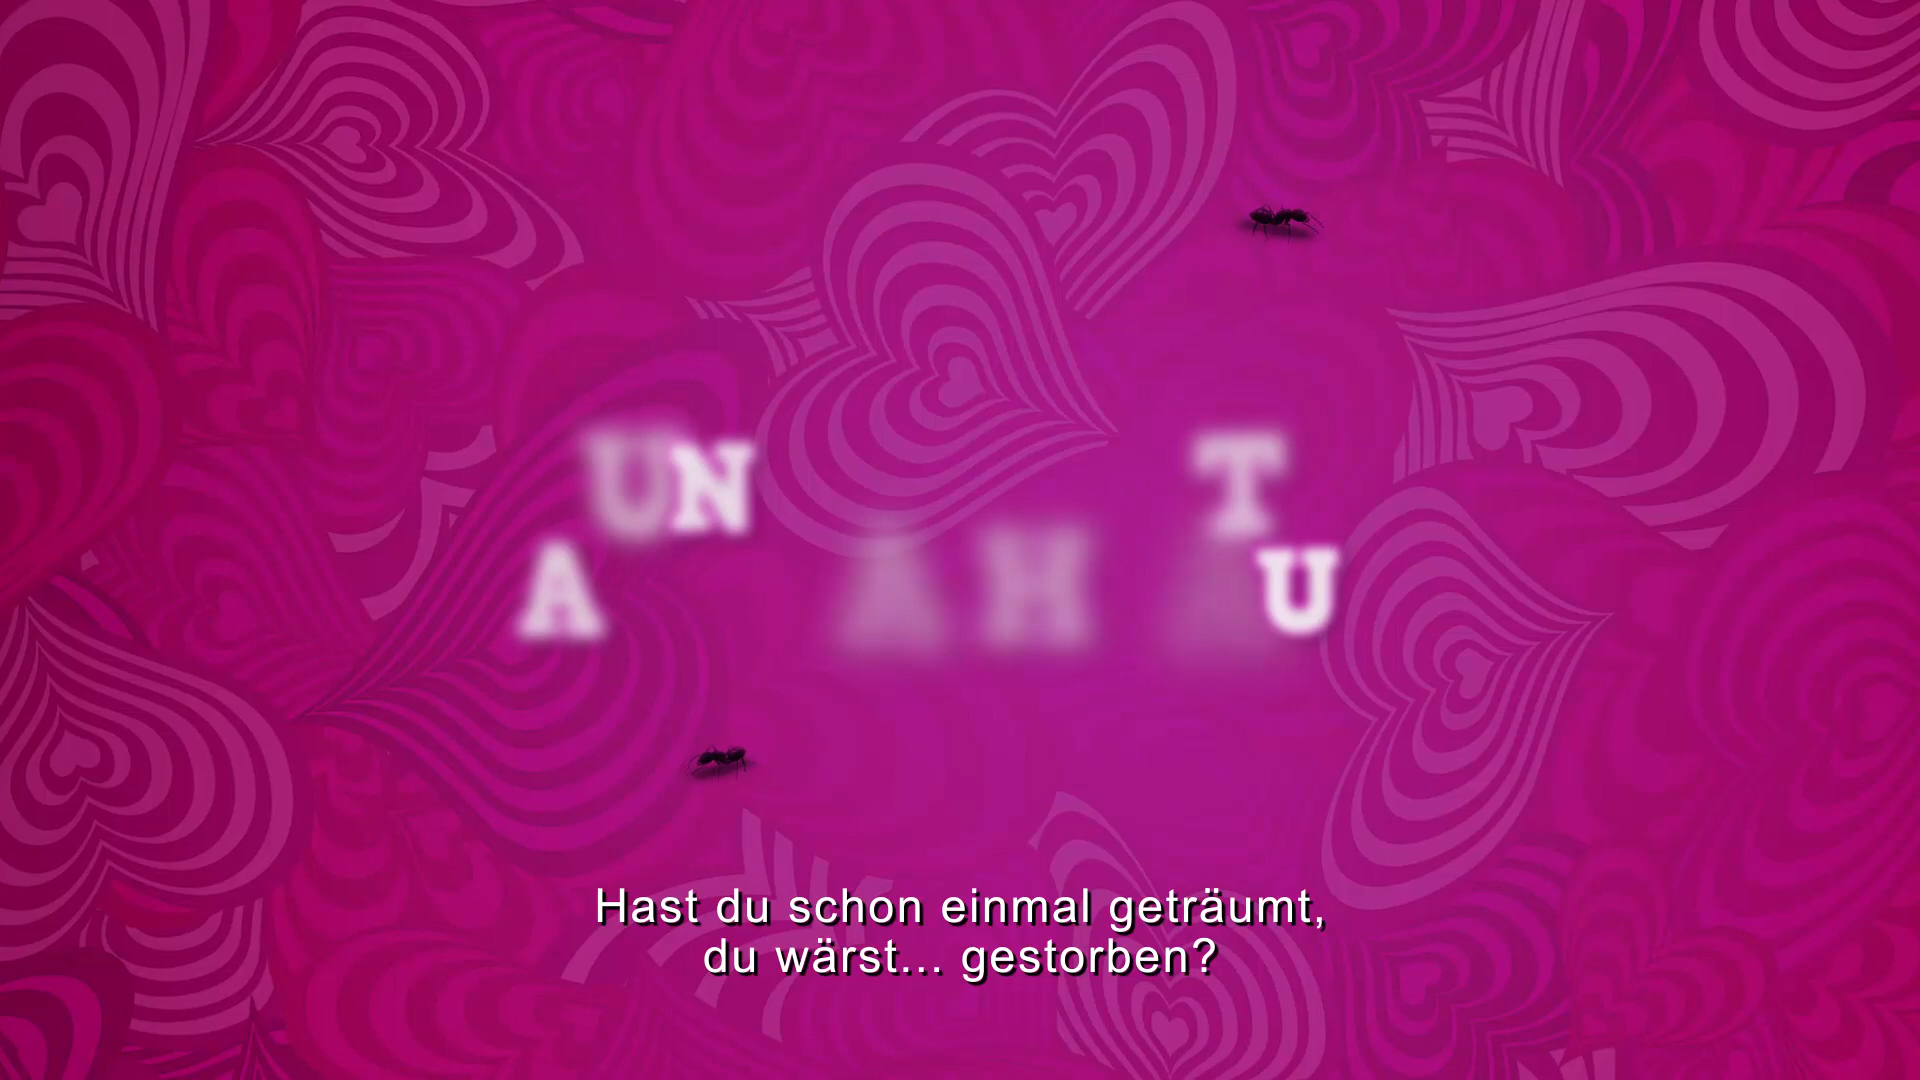 UN T
A A H A U
Hast du schon einmal geträumt,
du wärst... gestorben?